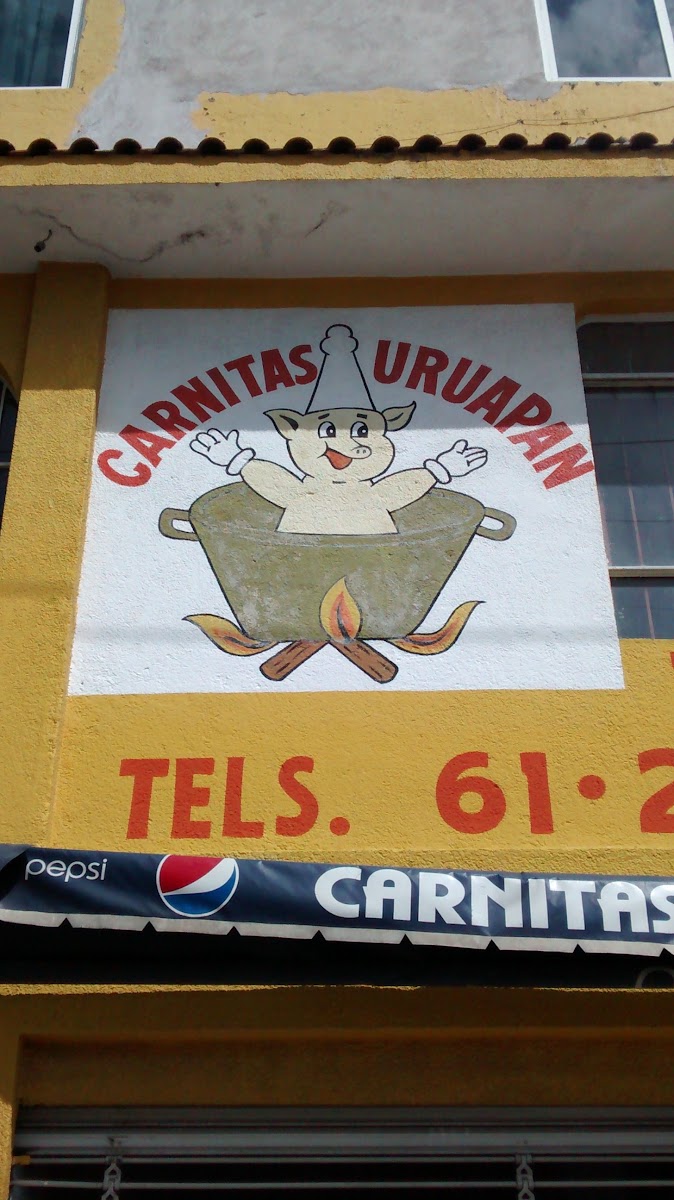 CARNITAS URUAPAN
TELS. 61·2
pepsi CARNITAS